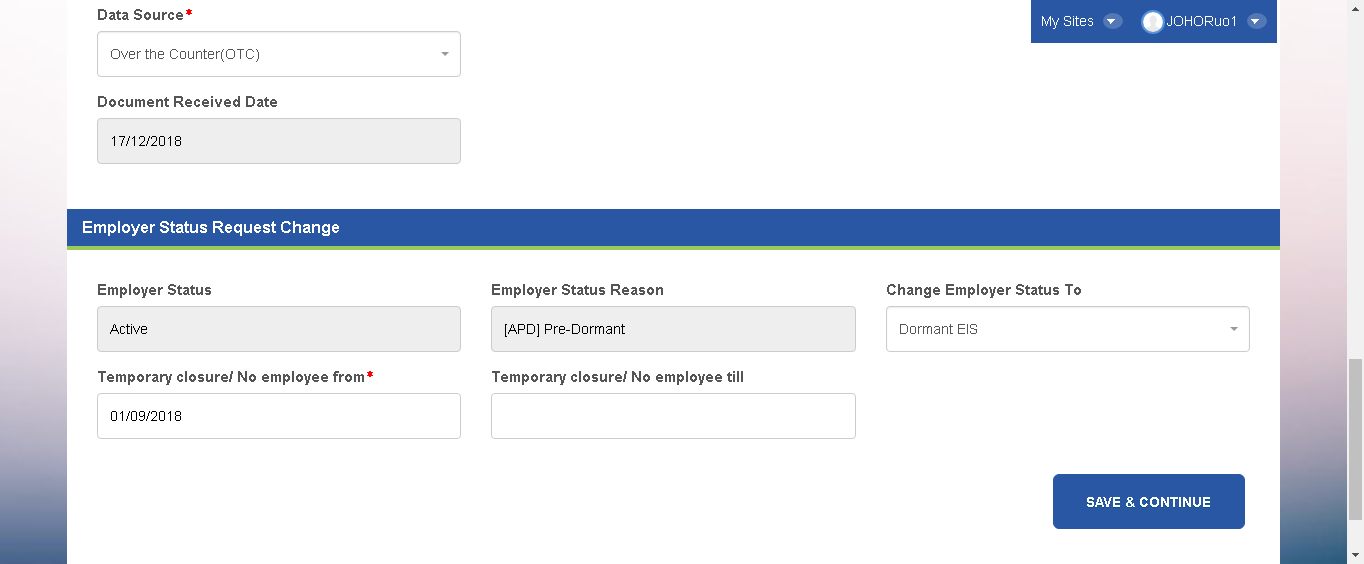 Data Source*
My Sites
JOHORuo1
Over the Counter(OTC)
Document Received Date
17/12/2018
Employer Status Request Change
Employer Status
Employer Status Reason
Change Employer Status To
Active
[APD] Pre-Dormant
Dormant EIS
Temporary closure/ No employee from*
Temporary closure/ No employee till
01/09/2018
SAVE & CONTINUE